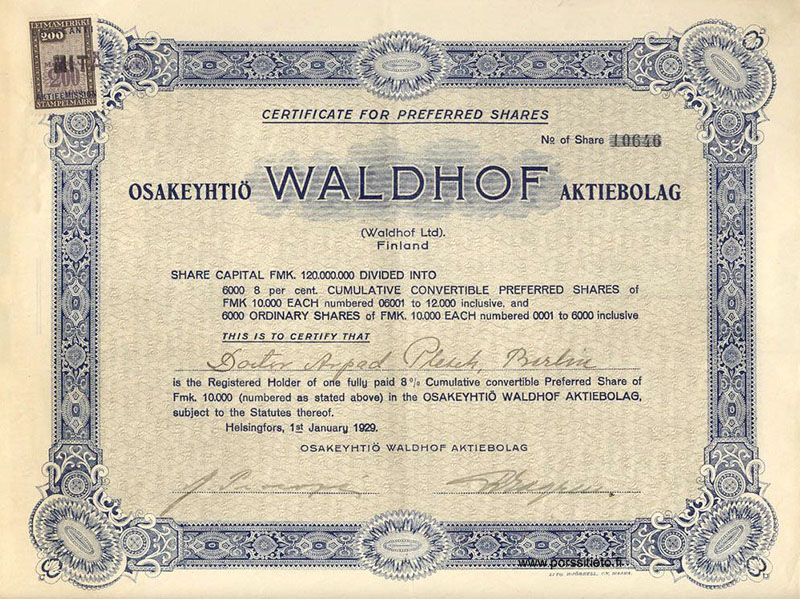 LEIMAMERKKI
200
200
AKTIEEMISSION
STÄMPELMÄRKE
CERTIFICATE FOR PREFERRED SHARES
No of Share 10646
OSAKEYHTIÖ WALDHOF AKTIEBOLAG
(Waldhof Ltd).
Finland
SHARE CAPITAL FMK. 120.000.000 DIVIDED INTO
6000 8 per cent. CUMULATIVE CONVERTIBLE PREFERRED SHARES of
FMK 10.000 EACH numbered 06001 to 12.000 inclusive, and
6000 ORDINARY SHARES of FMK. 10.000 EACH numbered 0001 to 6000 inclusive
THIS IS TO CERTIFY THAT
Doctor Arpad Plesch, Berlin
is the Registered Holder of one fully paid 8% Cumulative convertible Preferred Share of
Fmk. 10.000 (numbered as stated above) in the OSAKEYHTIÖ WALDHOF AKTIEBOLAG,
subject to the Statutes thereof.
Helsingfors, 1st January 1929.
OSAKEYHTIÖ WALDHOF AKTIEBOLAG
www.porssitieto.fi